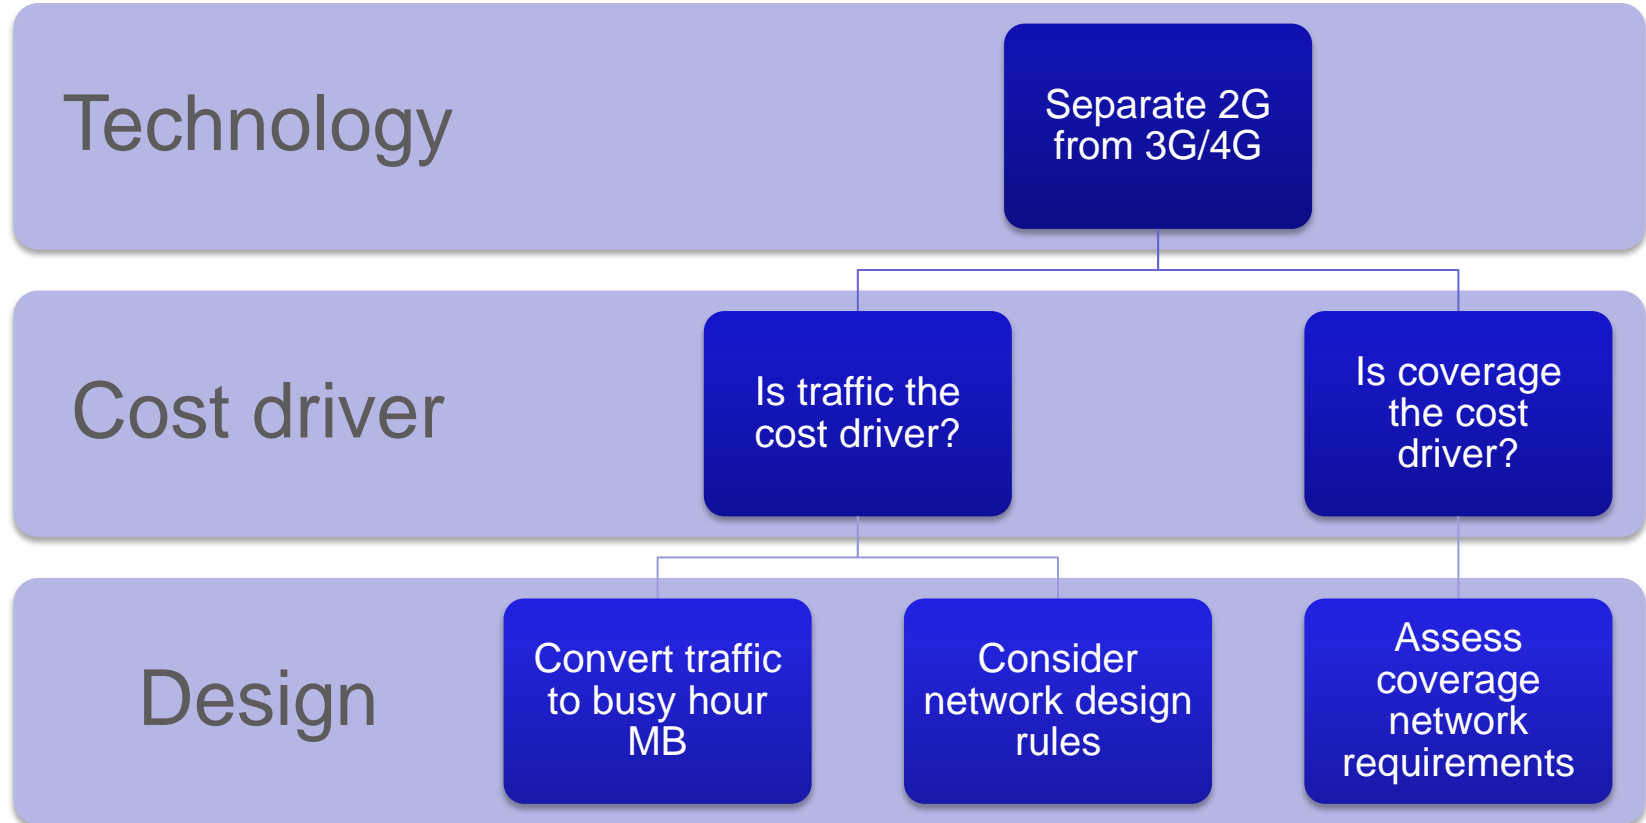 Technology
Separate 2G
from 3G/4G
Cost driver
Is traffic the
cost driver?
Is coverage
the cost
driver?
Design
Convert traffic
to busy hour
MB
Consider
network design
rules
Assess
coverage
network
requirements